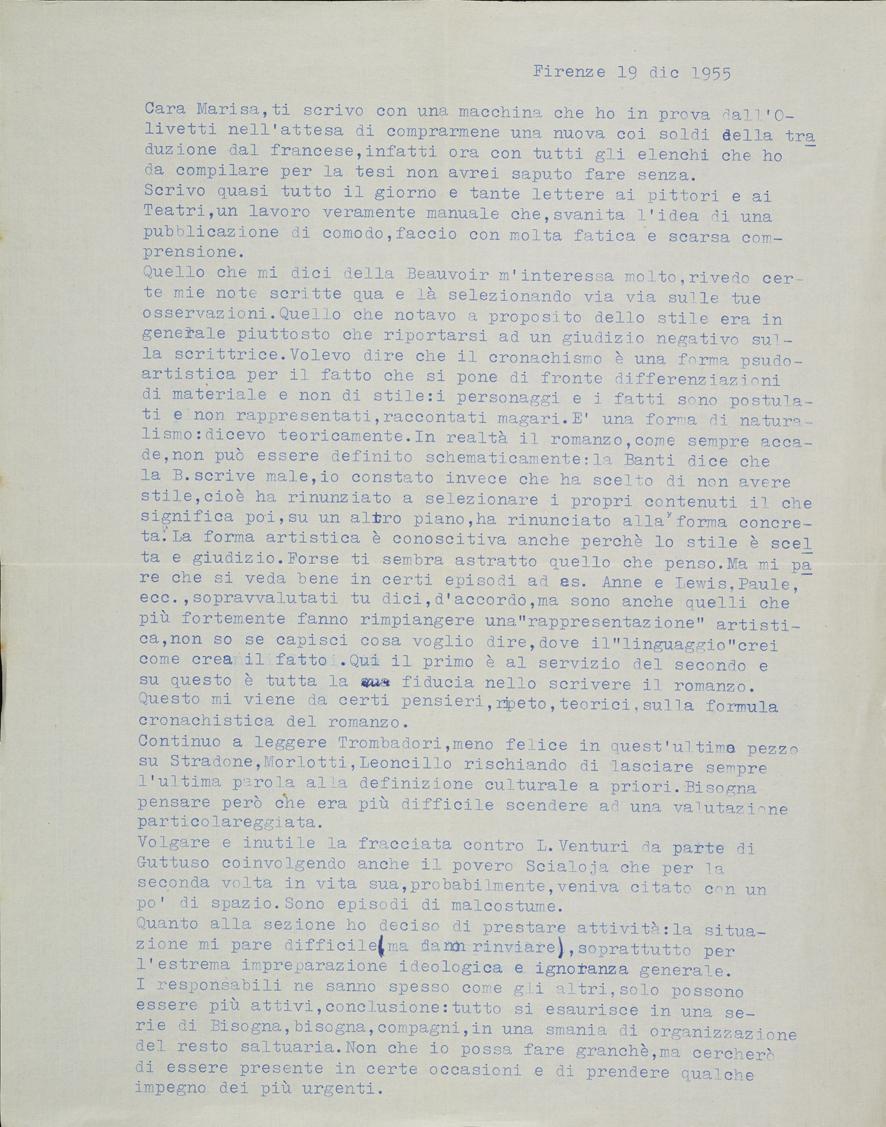 Firenze 19 dic 1955
Cara Marisa,ti scrivo con una macchina che ho in prova dall'O-
livetti nell'attesa di comprarmene una nuova coi soldi della tra
duzione dal francese,infatti ora con tutti gli elenchi che ho
da compilare per la tesi non avrei saputo fare senza.
Scrivo quasi tutto il giorno e tante lettere ai pittori e ai
Teatri,un lavoro veramente manuale che,svanita l'idea di una
pubblicazione di comodo,faccio con molta fatica e scarsa com-
prensione.
Quello che mi dici della Beauvoir m'interessa molto,rivedo cer-
te mie note scritte qua e là selezionando via via sulle tue
osservazioni.Quello che notavo a proposito dello stile era in
generale piuttosto che riportarsi ad un giudizio negativo sul-
la scrittrice.Volevo dire che il cronachismo è una forma psudo-
artistica per il fatto che si pone di fronte differenziazioni
di materiale e non di stile:i personaggi e i fatti sono postula-
ti e non rappresentati,raccontati magari.E' una forma di natura-
lismo:dicevo teoricamente.In realtà il romanzo,come sempre acca-
de,non può essere definito schematicamente:la Banti dice che
la B.scrive male,io constato invece che ha scelto di non avere
stile,cioè ha rinunziato a selezionare i propri contenuti il che
significa poi,su un altro piano,ha rinunciato alla"forma concre-
ta".La forma artistica è conoscitiva anche perchè lo stile è scel
ta e giudizio.Forse ti sembra astratto quello che penso.Ma mi pa
re che si veda bene in certi episodi ad es. Anne e Lewis,Paule,
ecc.,sopravvalutati tu dici,d'accordo,ma sono anche quelli che
più fortemente fanno rimpiangere una"rappresentazione" artisti-
ca,non so se capisci cosa voglio dire,dove il"linguaggio"crei
come crea il fatto .Qui il primo è al servizio del secondo e
su questo è tutta la sua fiducia nello scrivere il romanzo.
Questo mi viene da certi pensieri,ripeto,teorici,sulla formula
cronachistica del romanzo.
Continuo a leggere Trombadori,meno felice in quest'ultimo pezzo
su Stradone,Morlotti,Leoncillo rischiando di lasciare sempre
l'ultima parola alla definizione culturale a priori.Bisogna
pensare però che era più difficile scendere ad una valutazione
particolareggiata.
Volgare e inutile la fracciata contro L.Venturi da parte di
Guttuso coinvolgendo anche il povero Scialoja che per la
seconda volta in vita sua,probabilmente,veniva citato con un
po' di spazio.Sono episodi di malcostume.
Quanto alla sezione ho deciso di prestare attività:la situa-
zione mi pare difficile(ma da non rinviare),soprattutto per
l'estrema impreparazione ideologica e ignoranza generale.
I responsabili ne sanno spesso come gli altri,solo possono
essere più attivi,conclusione:tutto si esaurisce in una se-
rie di Bisogna,bisogna,compagni,in una smania di organizzazione
del resto saltuaria.Non che io possa fare granchè,ma cercherò
di essere presente in certe occasioni e di prendere qualche
impegno dei più urgenti.